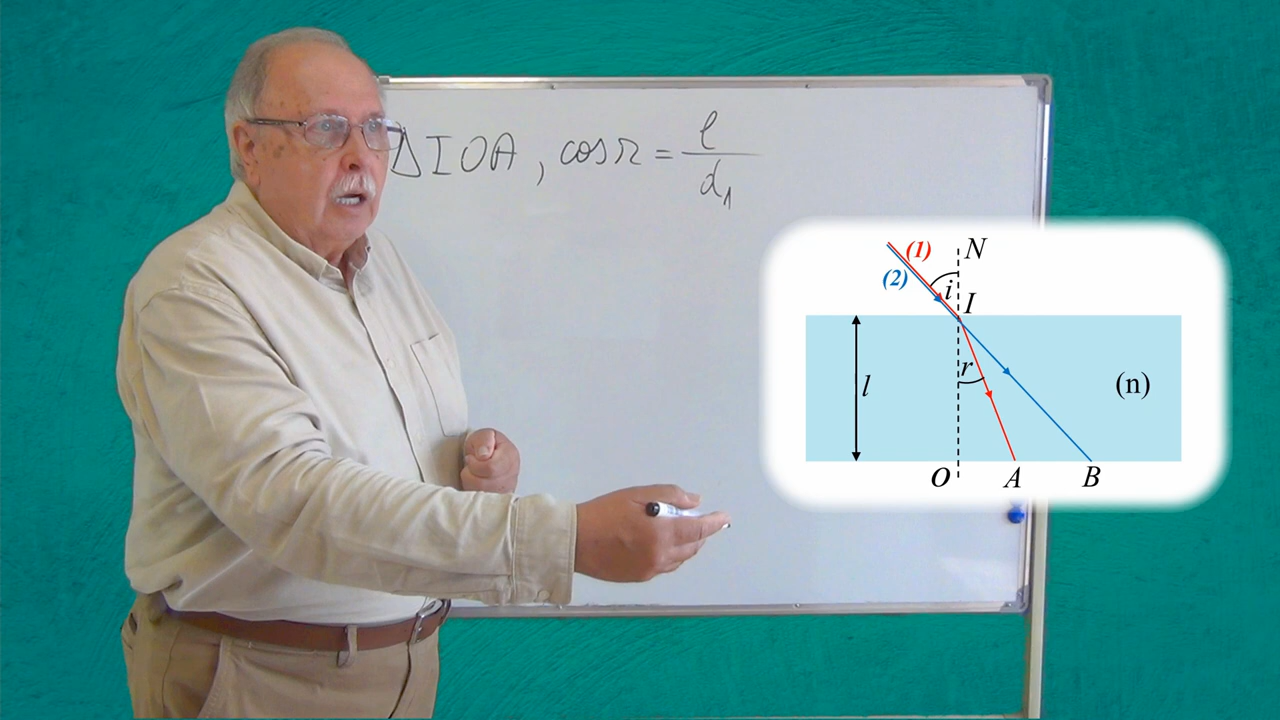 ΔIOA, cos r = l / d₁
(1)
N
(2)
i
I
r
l
(n)
O A B